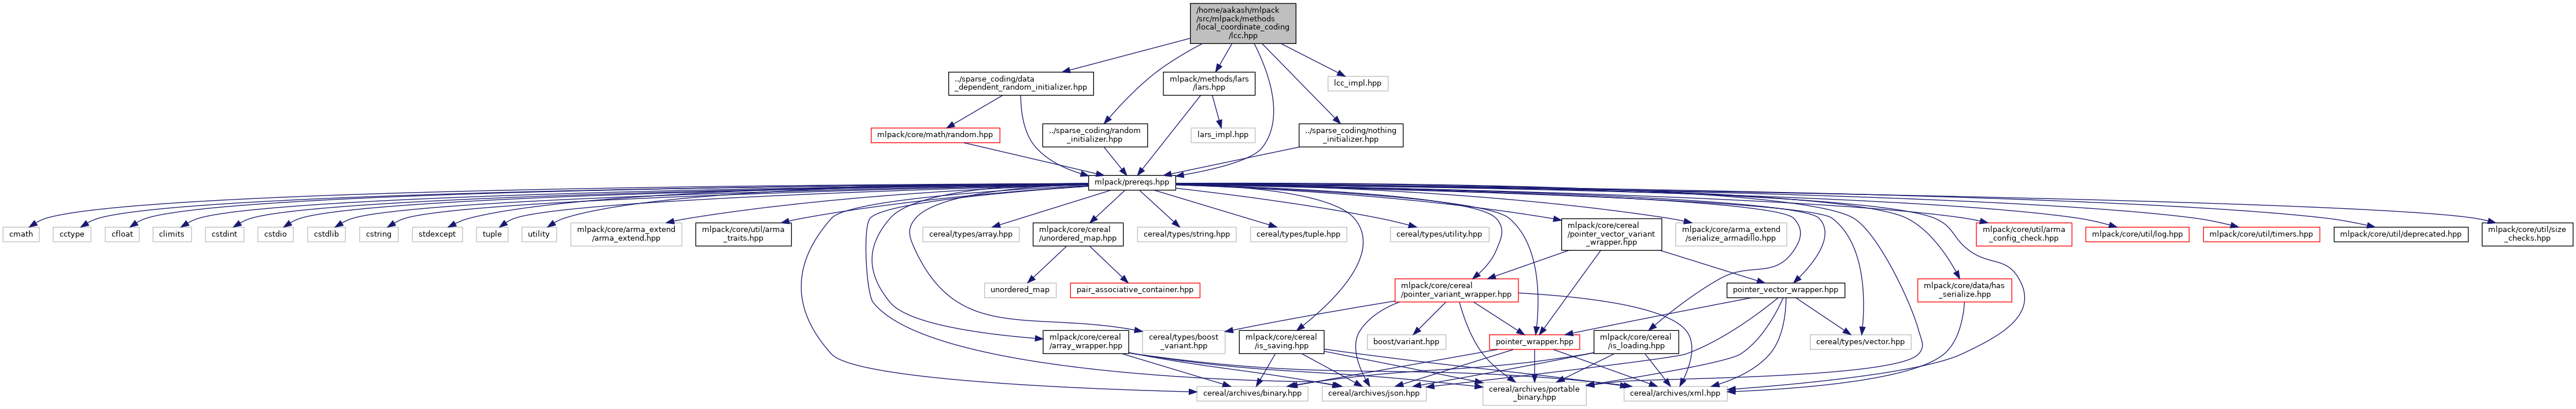 /home/aakash/mlpack
/src/mlpack/methods
/local_coordinate_coding
/lcc.hpp
../sparse_coding/data
_dependent_random_initializer.hpp
mlpack/methods/lars
/lars.hpp
lcc_impl.hpp
mlpack/core/math/random.hpp
../sparse_coding/random
_initializer.hpp
lars_impl.hpp
../sparse_coding/nothing
_initializer.hpp
mlpack/prereqs.hpp
cmath
cctype
cfloat
climits
cstdint
cstdio
cstdlib
cstring
stdexcept
tuple
utility
mlpack/core/arma_extend
/arma_extend.hpp
mlpack/core/util/arma
_traits.hpp
cereal/types/array.hpp
mlpack/core/cereal
/unordered_map.hpp
cereal/types/string.hpp
cereal/types/tuple.hpp
cereal/types/utility.hpp
mlpack/core/cereal
/pointer_vector_variant
_wrapper.hpp
mlpack/core/arma_extend
/serialize_armadillo.hpp
mlpack/core/util/arma
_config_check.hpp
mlpack/core/util/log.hpp
mlpack/core/util/timers.hpp
mlpack/core/util/deprecated.hpp
mlpack/core/util/size
_checks.hpp
unordered_map
pair_associative_container.hpp
mlpack/core/cereal
/pointer_variant_wrapper.hpp
pointer_vector_wrapper.hpp
mlpack/core/data/has
_serialize.hpp
mlpack/core/cereal
/array_wrapper.hpp
cereal/types/boost
_variant.hpp
mlpack/core/cereal
/is_saving.hpp
boost/variant.hpp
pointer_wrapper.hpp
mlpack/core/cereal
/is_loading.hpp
cereal/types/vector.hpp
cereal/archives/binary.hpp
cereal/archives/json.hpp
cereal/archives/portable
_binary.hpp
cereal/archives/xml.hpp